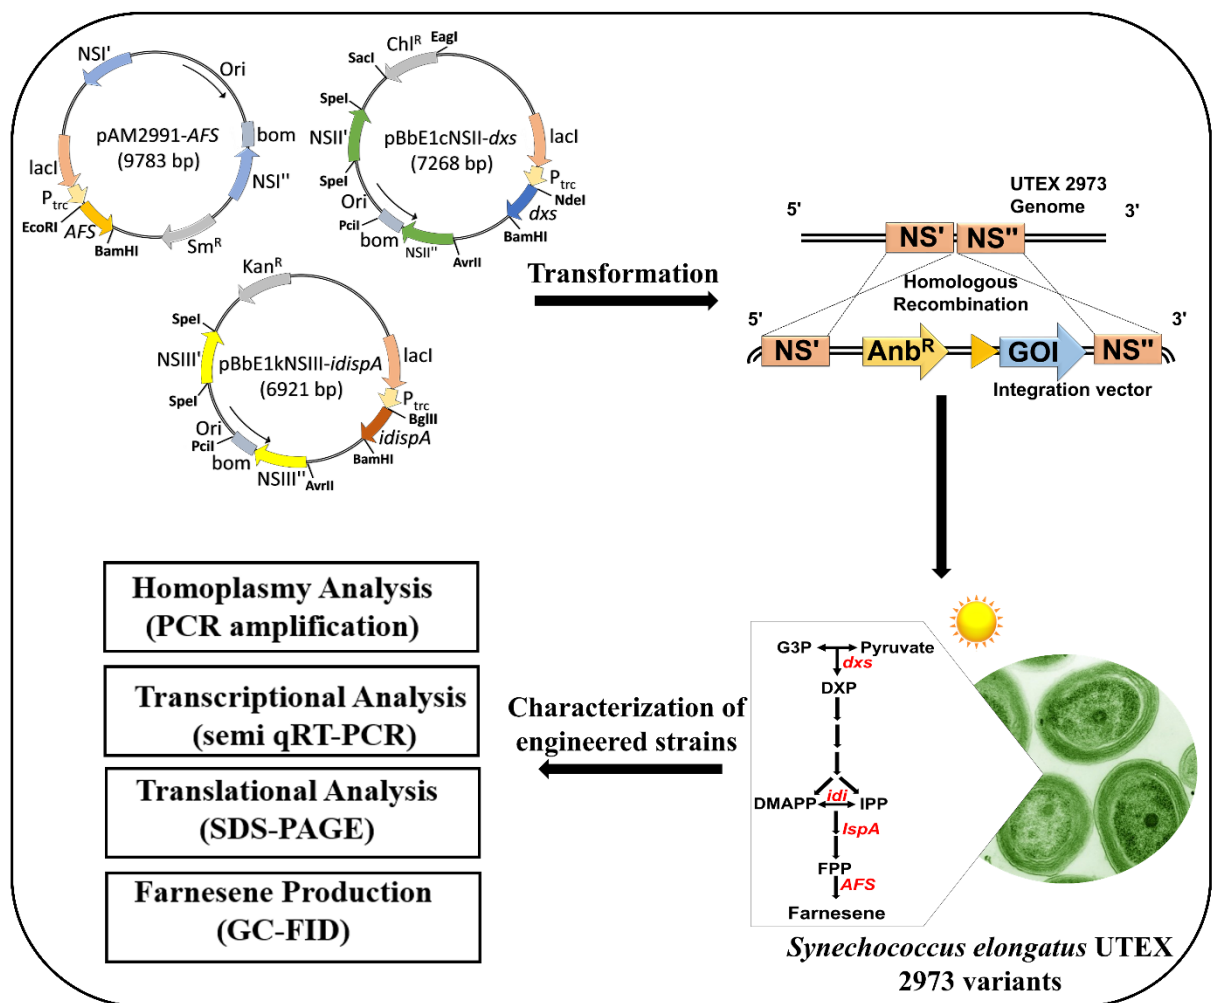 NSI'
Ori
pAM2991-AFS
(9783 bp)
bom
lacI
NSI"
Ptrc
EcoRI
AFS
BamHI
SmR
ChlR
EagI
SacI
SpeI
NSII'
pBbE1cNSII-dxs
(7268 bp)
lacI
SpeI
Ptrc
NdeI
Ori
dxs
PciI
BamHI
bom
NSII"
AvrII
KanR
SpeI
NSIII'
pBbE1kNSIII-idispA
(6921 bp)
lacI
SpeI
Ptrc
BglII
Ori
idispA
PciI
BamHI
bom
NSIII"
AvrII
Transformation
UTEX 2973
Genome
5'
3'
NS'
NS"
Homologous
Recombination
5'
3'
NS'
AnbR
GOI
NS"
Integration vector
G3P
Pyruvate
dxs
DXP
DMAPP
idi
IPP
IspA
FPP
AFS
Farnesene
Synechococcus elongatus UTEX
2973 variants
Characterization of
engineered strains
Homoplasmy Analysis
(PCR amplification)
Transcriptional Analysis
(semi qRT-PCR)
Translational Analysis
(SDS-PAGE)
Farnesene Production
(GC-FID)